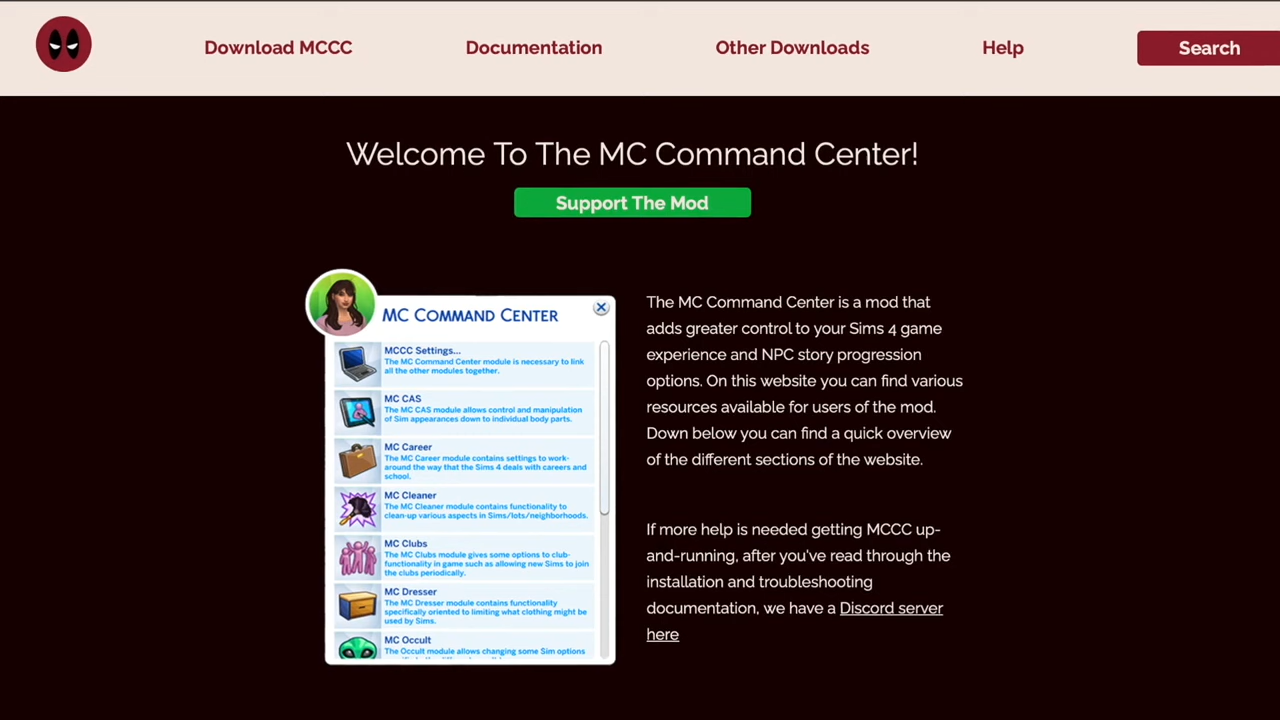 Download MCCC
Documentation
Other Downloads
Help
Search
Welcome To The MC Command Center!
Support The Mod
MC Command Center
MCCC Settings...
The MC Command Center module is necessary to link
all the other modules together.
MC CAS
The MC CAS module allows control and manipulation
of Sim appearances down to individual body parts.
MC Career
The MC Career module contains settings to work-
around the way that the Sims 4 deals with careers and
school.
MC Cleaner
The MC Cleaner module contains functionality to
clean-up various aspects in Sims/lots/neighborhoods.
MC Clubs
The MC Clubs module gives some options to club-
functionality in game such as allowing new Sims to join
the clubs periodically.
MC Dresser
The MC Dresser module contains functionality
specifically oriented to limiting what clothing might be
used by Sims.
MC Occult
The Occult module allows changing some Sim options
The MC Command Center is a mod that
adds greater control to your Sims 4 game
experience and NPC story progression
options. On this website you can find various
resources available for users of the mod.
Down below you can find a quick overview
of the different sections of the website.
If more help is needed getting MCCC up-
and-running, after you've read through the
installation and troubleshooting
documentation, we have a Discord server
here